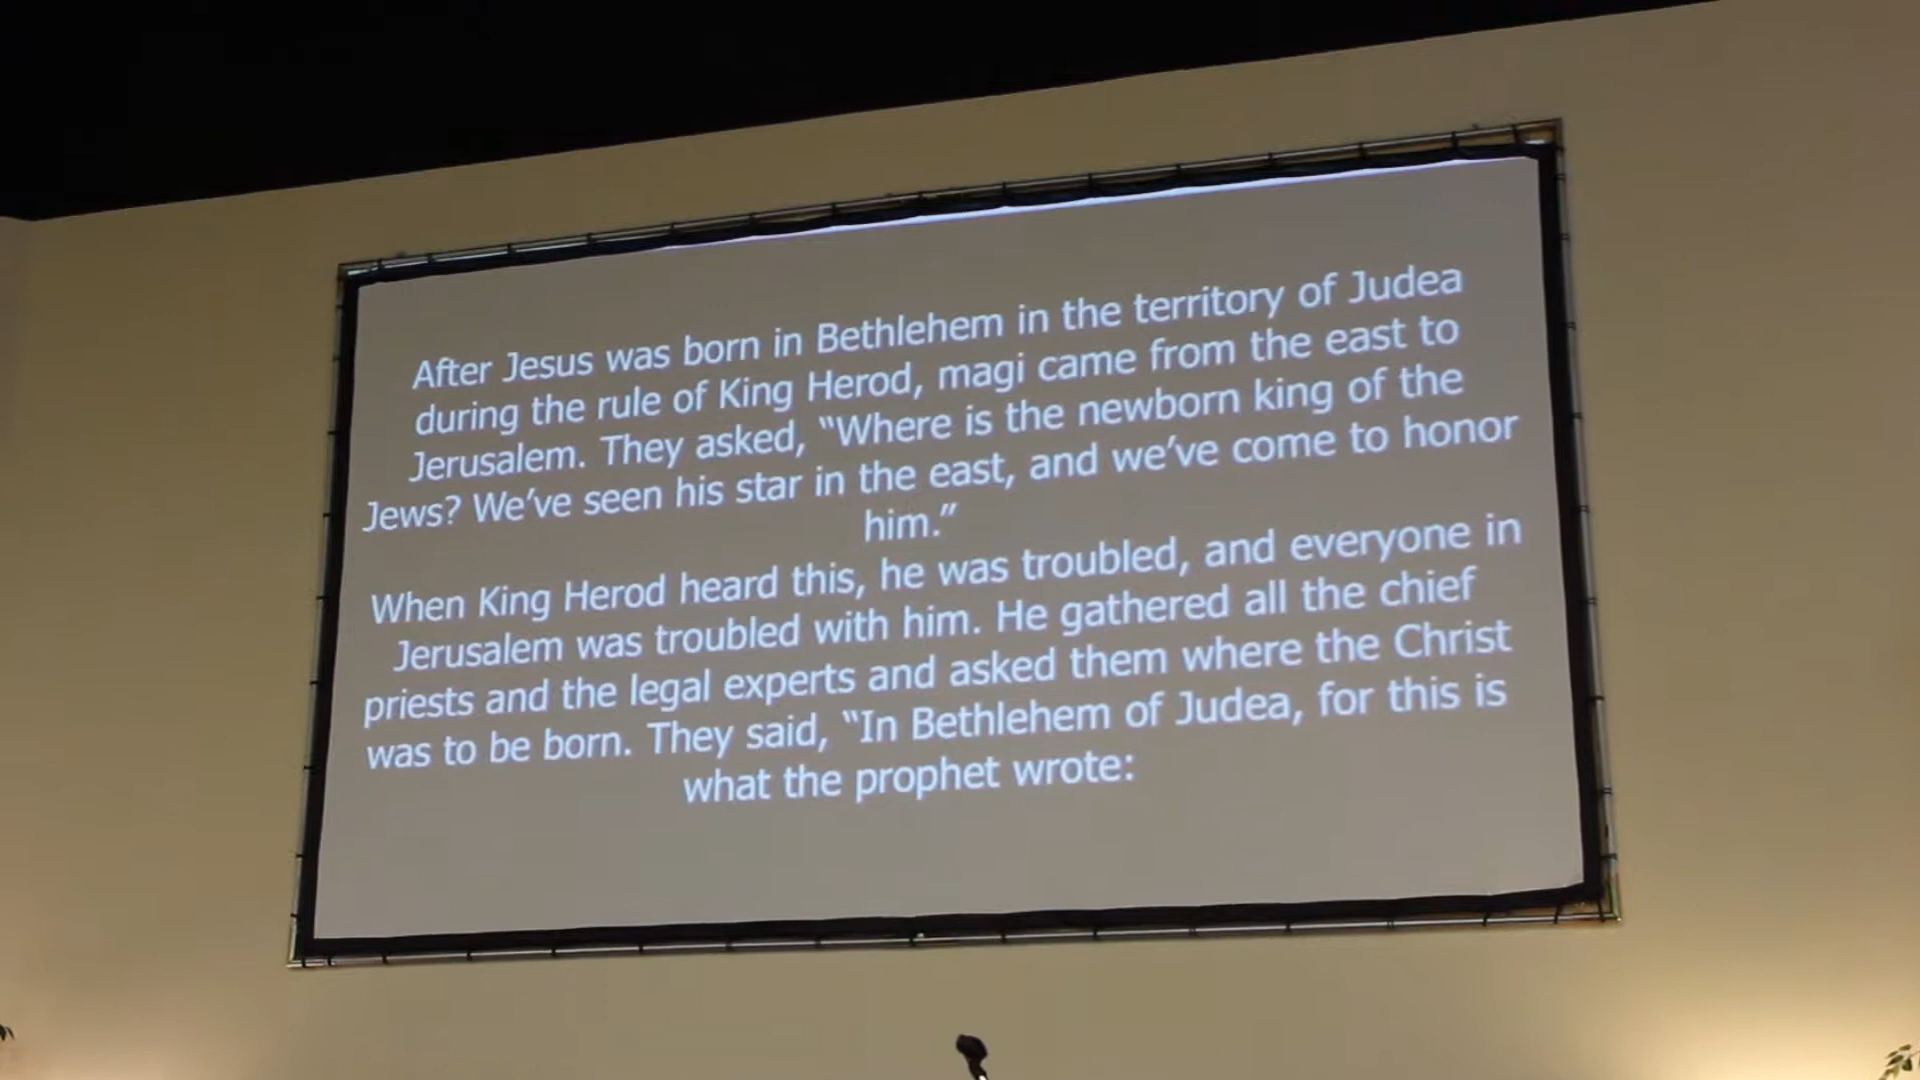 After Jesus was born in Bethlehem in the territory of Judea
during the rule of King Herod, magi came from the east to
Jerusalem. They asked, “Where is the newborn king of the
Jews? We’ve seen his star in the east, and we’ve come to honor
him.”
When King Herod heard this, he was troubled, and everyone in
Jerusalem was troubled with him. He gathered all the chief
priests and the legal experts and asked them where the Christ
was to be born. They said, “In Bethlehem of Judea, for this is
what the prophet wrote: